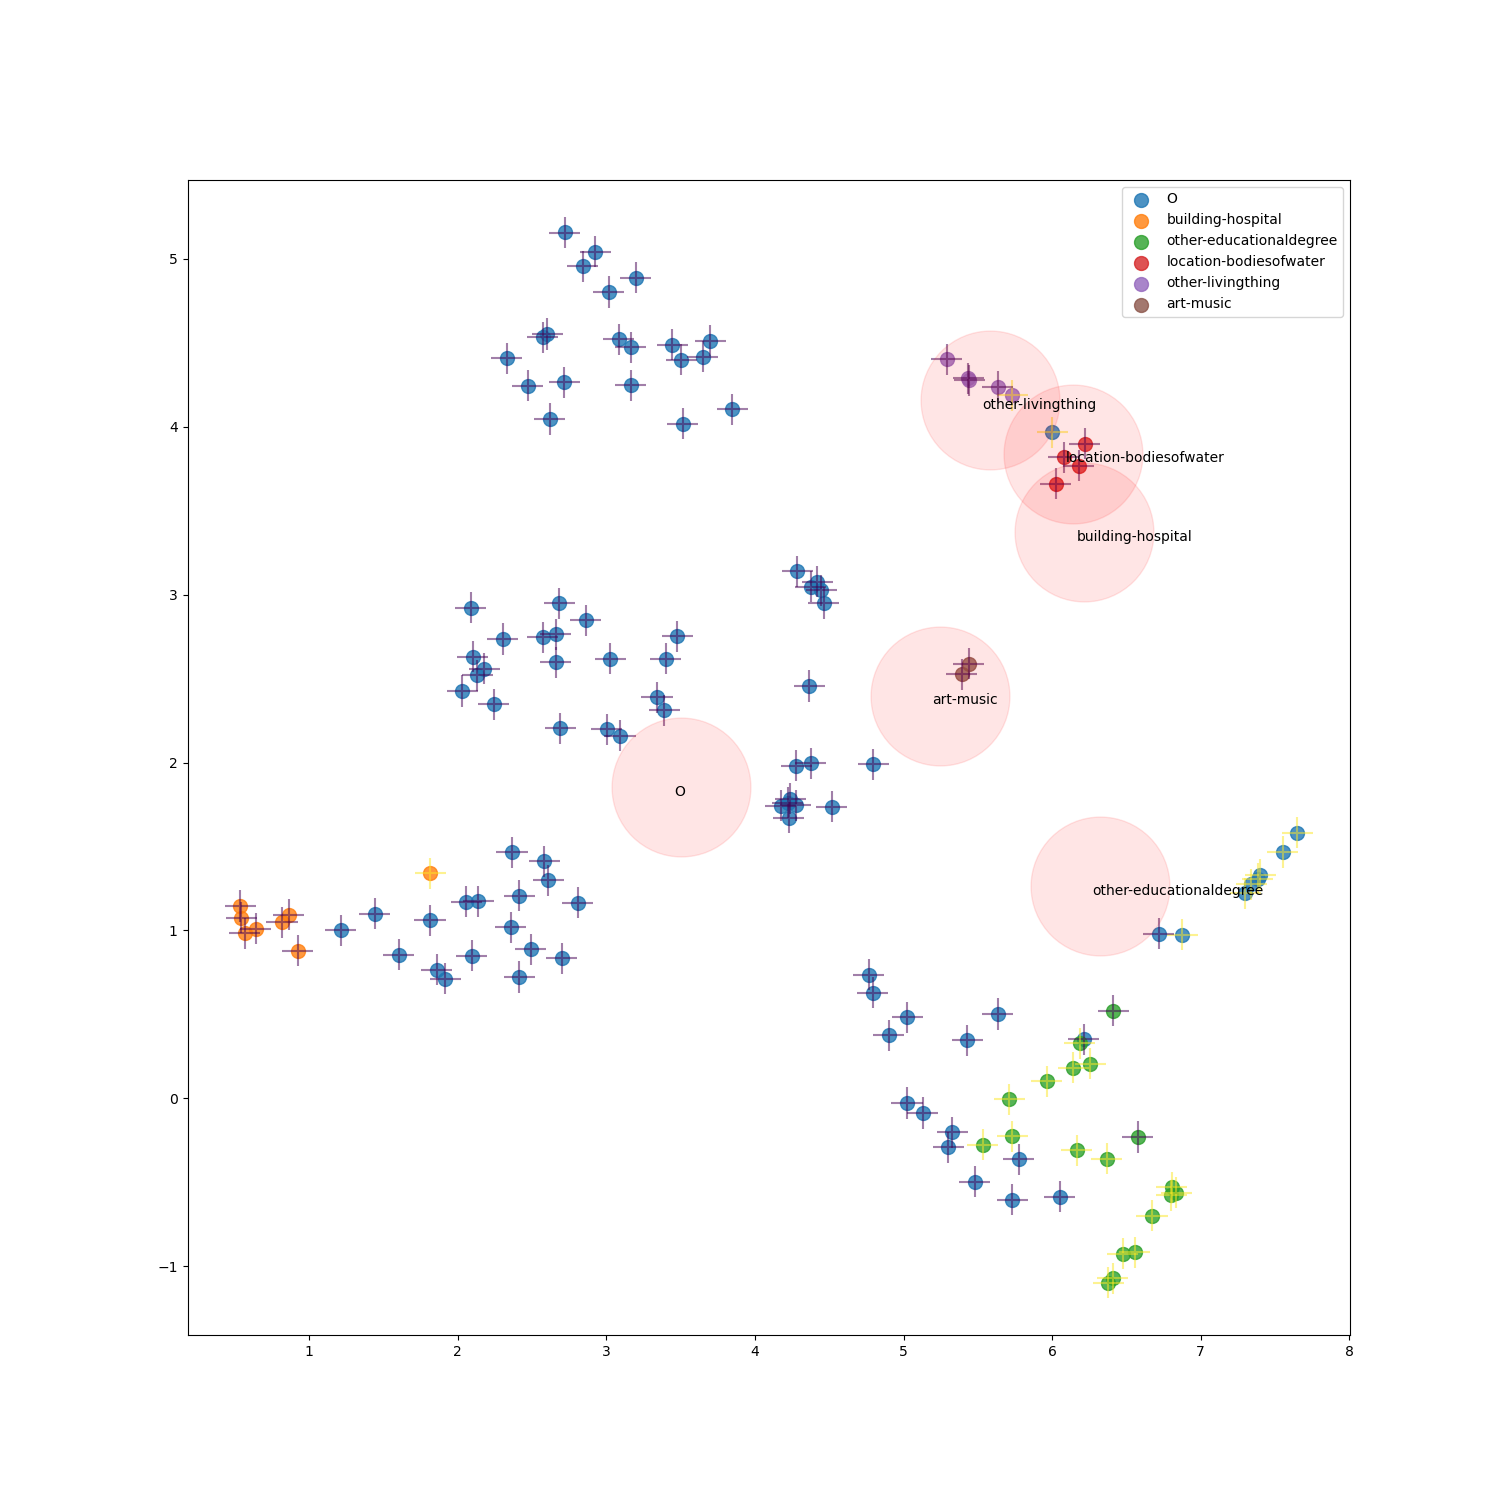 O
building-hospital
other-educationaldegree
location-bodiesofwater
other-livingthing
art-music
5
4
3
2
1
0
−1
other-livingthing
location-bodiesofwater
building-hospital
art-music
O
other-educationaldegree
1 2 3 4 5 6 7 8